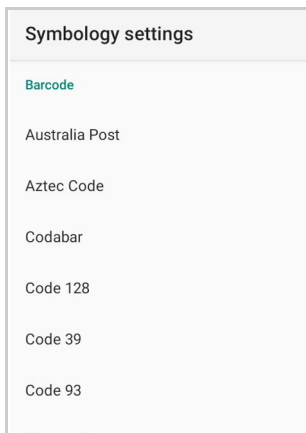 Symbology settings
Barcode
Australia Post
Aztec Code
Codabar
Code 128
Code 39
Code 93